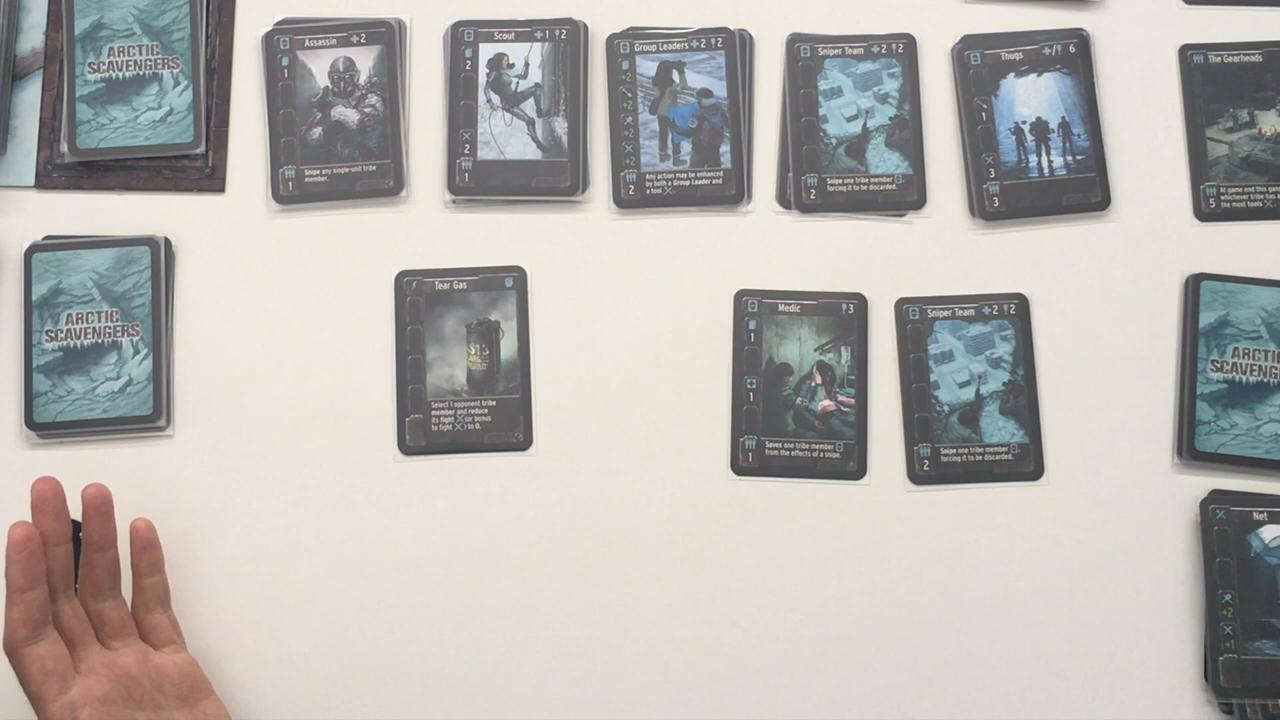 ARCTIC
SCAVENGERS
Assassin 2
1
Snipe any single-unit tribe
member.
1
Scout 1 2
2
2
1
Group Leaders 2 2
+2
+2
+2
+2
Any action may be enhanced
by both a Group Leader and
a tool
2
Sniper Team +2 2
Snipe one tribe member
forcing it to be discarded.
2
Thugs +/ 6
1
3
3
The Gearheads
At game end this gan
whichever tribe has a
the most tools
5
ARCTIC
SCAVENGERS
Tear Gas
Select 1 opponent tribe
member and reduce
its fight (or bonus
to fight ) to 0.
Medic 3
1
1
Saves one tribe member
from the effects of a snipe.
1
Sniper Team +2 2
Snipe one tribe member
forcing it to be discarded.
2
ARCTI
SCAVENG
Net
+2
+1